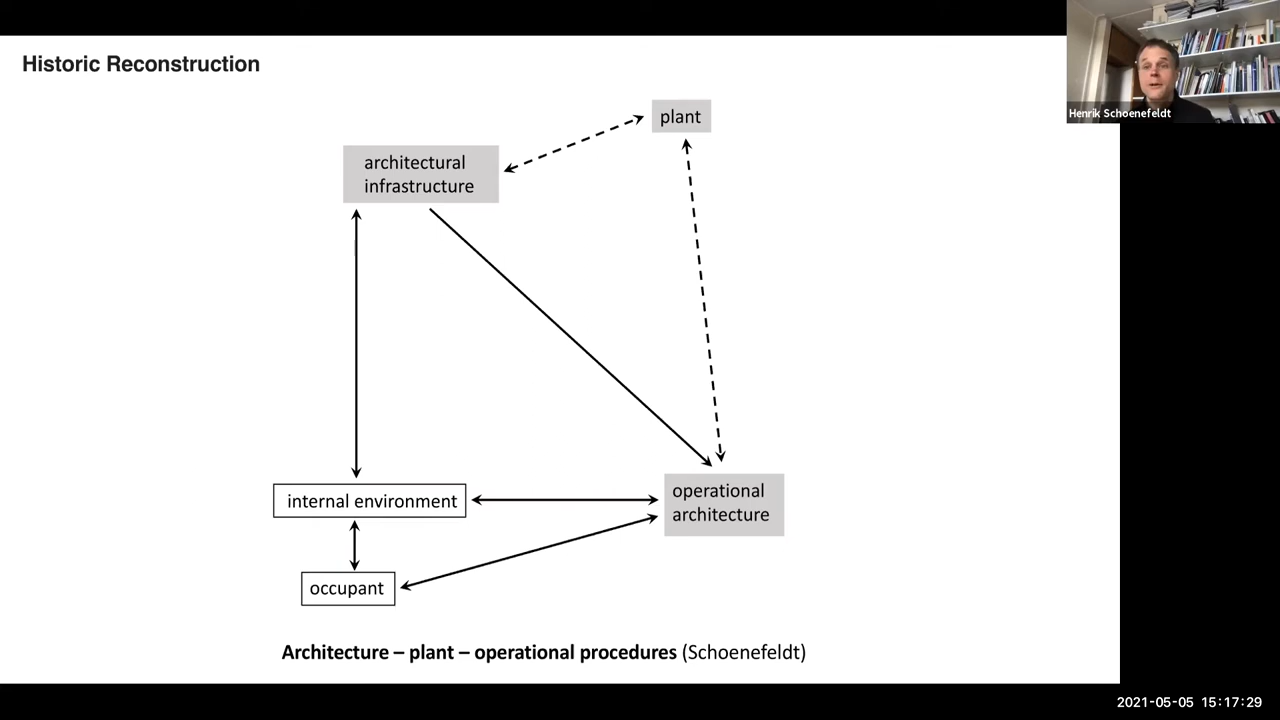 Historic Reconstruction
Henrik Schoenefeldt
plant
architectural
infrastructure
internal environment
operational
architecture
occupant
Architecture – plant – operational procedures (Schoenefeldt)
2021-05-05 15:17:29